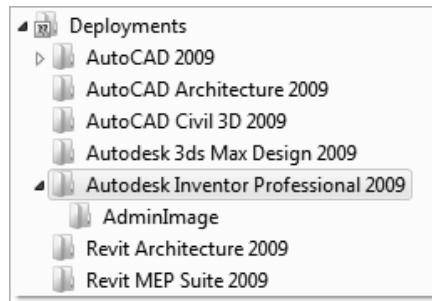 Deployments
AutoCAD 2009
AutoCAD Architecture 2009
AutoCAD Civil 3D 2009
Autodesk 3ds Max Design 2009
Autodesk Inventor Professional 2009
AdminImage
Revit Architecture 2009
Revit MEP Suite 2009